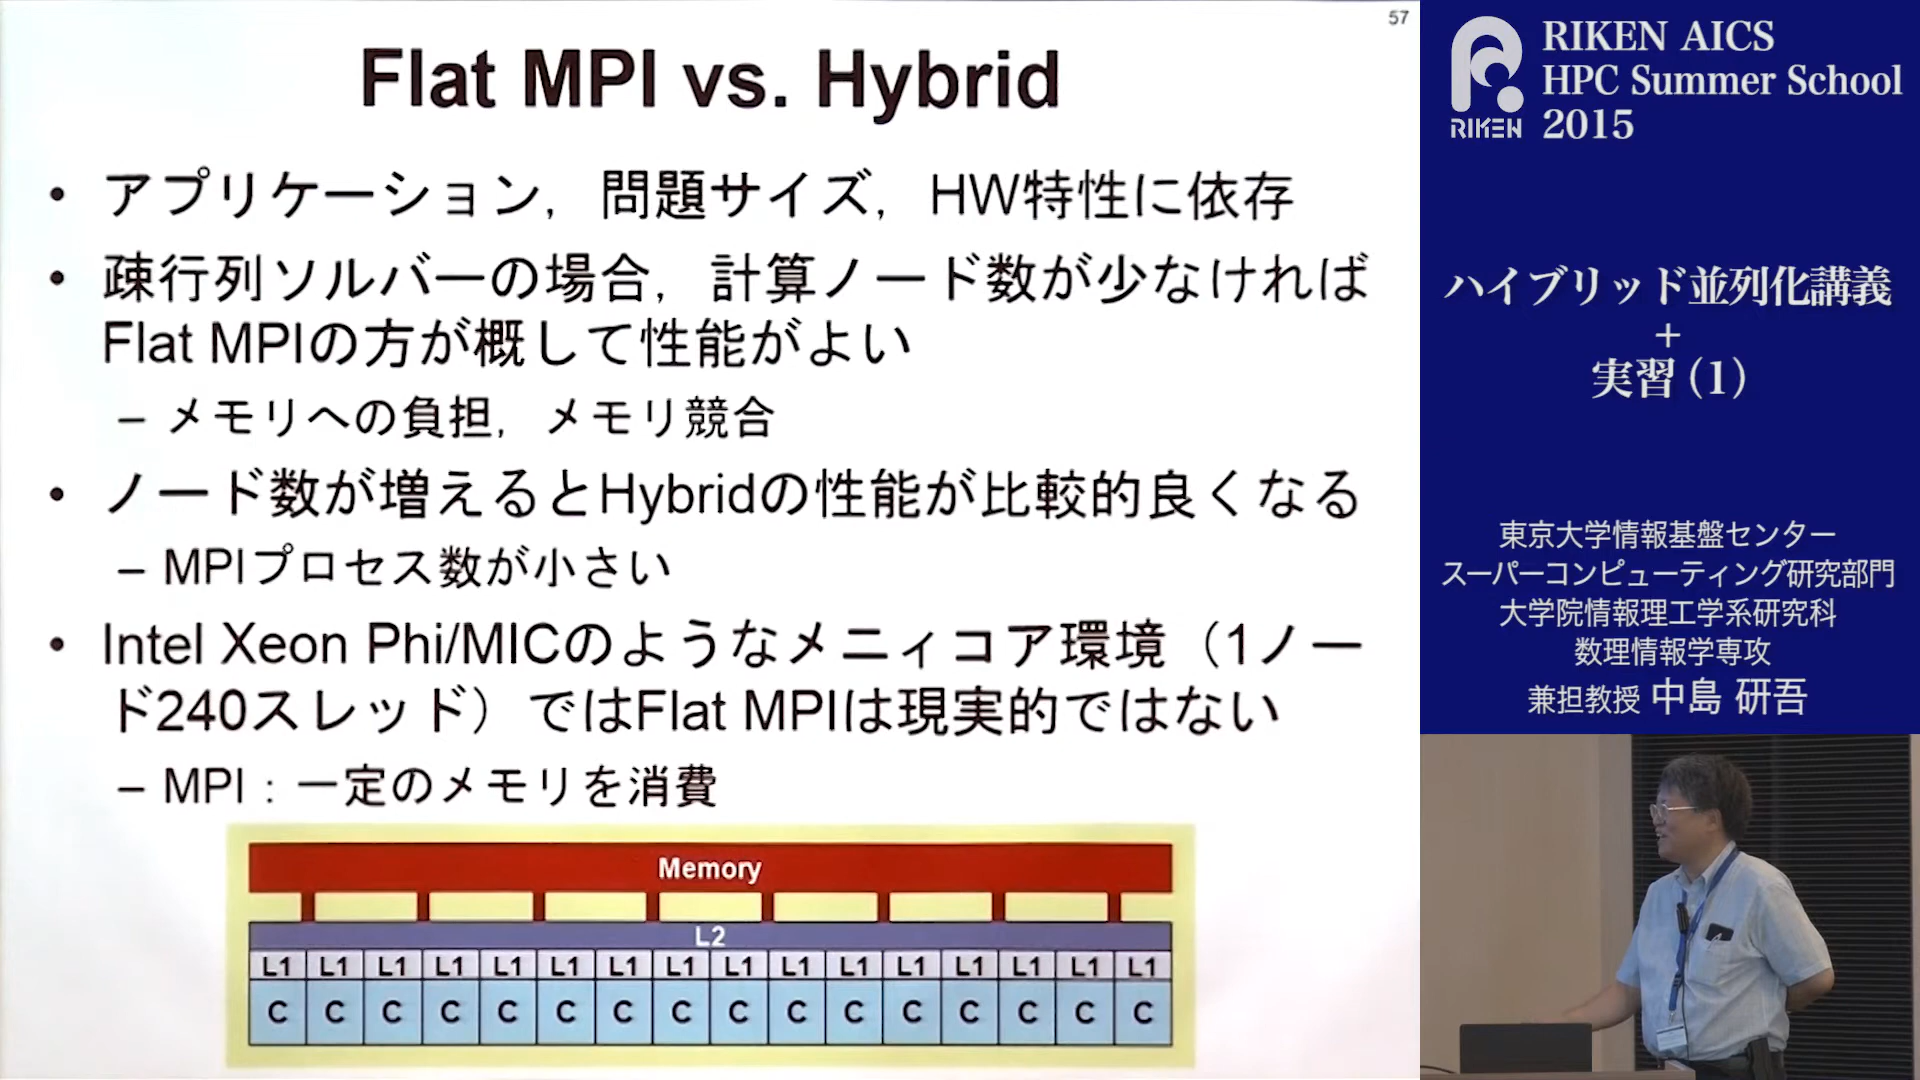 57
Flat MPI vs. Hybrid
• アプリケーション，問題サイズ，HW特性に依存
• 疎行列ソルバーの場合，計算ノード数が少なければ
Flat MPIの方が概して性能がよい
– メモリへの負担，メモリ競合
• ノード数が増えるとHybridの性能が比較的良くなる
– MPIプロセス数が小さい
• Intel Xeon Phi/MICのようなメニィコア環境（1ノー
ド240スレッド）ではFlat MPIは現実的ではない
– MPI：一定のメモリを消費
Memory
L2
L1 L1 L1 L1 L1 L1 L1 L1 L1 L1 L1 L1 L1 L1 L1 L1
C C C C C C C C C C C C C C C C
RIKEN
RIKEN AICS
HPC Summer School
2015
ハイブリッド並列化講義
+
実習（1）
東京大学情報基盤センター
スーパーコンピューティング研究部門
大学院情報理工学系研究科
数理情報学専攻
兼担教授 中島 研吾